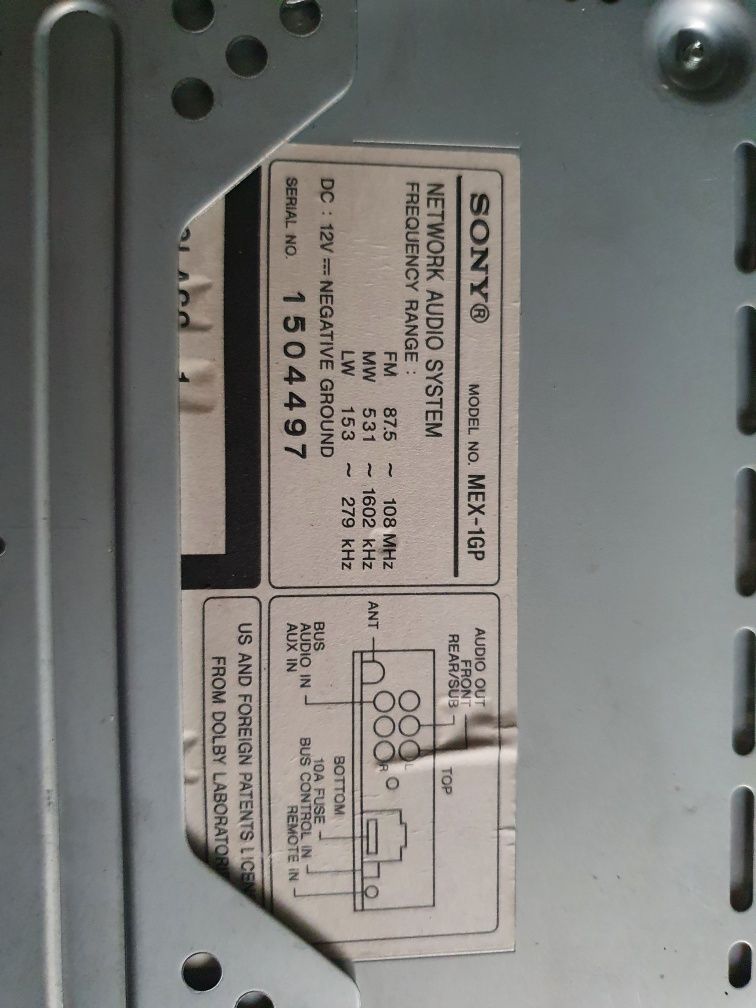 SONY® MODEL NO. MEX-1GP
NETWORK AUDIO SYSTEM
FREQUENCY RANGE :
FM 87.5 ~ 108 MHz
MW 531 ~ 1602 kHz
LW 153 ~ 279 kHz
DC : 12V ⎓ NEGATIVE GROUND
SERIAL NO. 1504497
AUDIO OUT
FRONT
REAR/SUB
TOP
L
R
ANT
BUS
AUDIO IN
AUX IN
BOTTOM
10A FUSE
BUS CONTROL IN
REMOTE IN
US AND FOREIGN PATENTS
FROM DOLBY